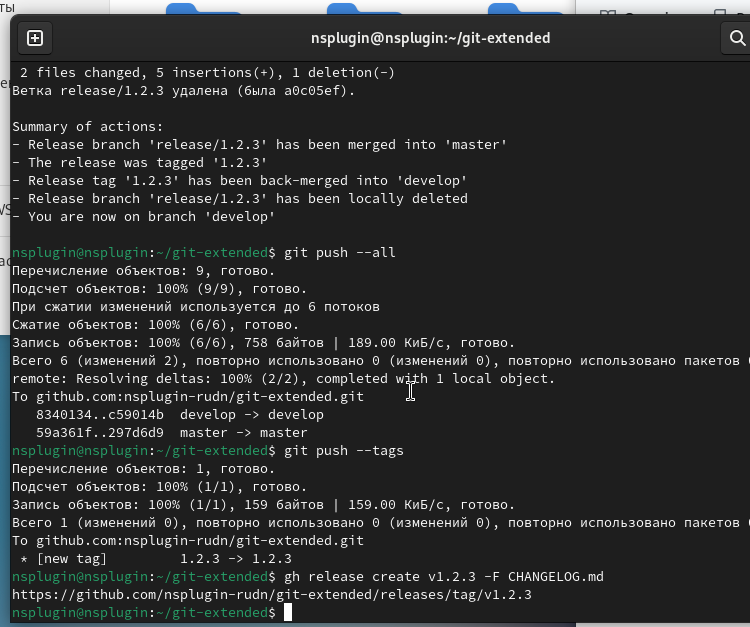 nsplugin@nsplugin:~/git-extended
2 files changed, 5 insertions(+), 1 deletion(-)
Ветка release/1.2.3 удалена (была a0c05ef).
Summary of actions:
- Release branch 'release/1.2.3' has been merged into 'master'
- The release was tagged '1.2.3'
- Release tag '1.2.3' has been back-merged into 'develop'
- Release branch 'release/1.2.3' has been locally deleted
- You are now on branch 'develop'
nsplugin@nsplugin:~/git-extended$ git push --all
Перечисление объектов: 9, готово.
Подсчет объектов: 100% (9/9), готово.
При сжатии изменений используется до 6 потоков
Сжатие объектов: 100% (6/6), готово.
Запись объектов: 100% (6/6), 758 байтов | 189.00 КиБ/с, готово.
Всего 6 (изменений 2), повторно использовано 0 (изменений 0), повторно использовано пакетов
remote: Resolving deltas: 100% (2/2), completed with 1 local object.
To github.com:nsplugin-rudn/git-extended.git
8340134..c59014b develop -> develop
59a361f..297d6d9 master -> master
nsplugin@nsplugin:~/git-extended$ git push --tags
Перечисление объектов: 1, готово.
Подсчет объектов: 100% (1/1), готово.
Запись объектов: 100% (1/1), 159 байтов | 159.00 КиБ/с, готово.
Всего 1 (изменений 0), повторно использовано 0 (изменений 0), повторно использовано пакетов
To github.com:nsplugin-rudn/git-extended.git
* [new tag] 1.2.3 -> 1.2.3
nsplugin@nsplugin:~/git-extended$ gh release create v1.2.3 -F CHANGELOG.md
https://github.com/nsplugin-rudn/git-extended/releases/tag/v1.2.3
nsplugin@nsplugin:~/git-extended$